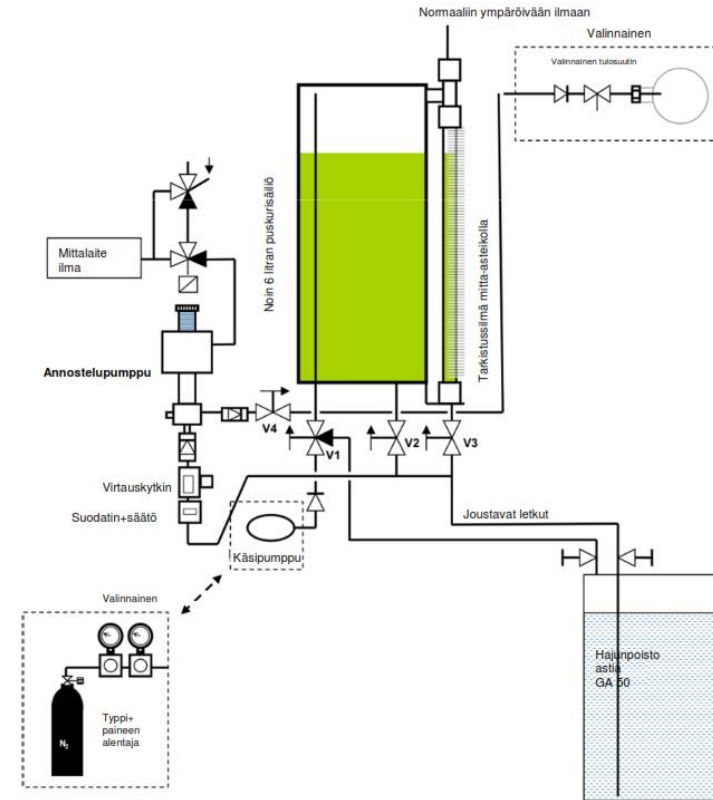 Normaaliin ympäröivään ilmaan
Valinnainen
Valinnainen tulosuutin
Noin 6 litran puskurisäiliö
Tarkistussilmä mitta-asteikolla
Mittalaite
ilma
Annostelupumppu
V4
V1
V2
V3
Virtauskytkin
Suodatin+säätö
Käsipumppu
Joustavat letkut
Valinnainen
Hajunpoisto
astia
GA 50
Typpi+
paineen
alentaja
N2